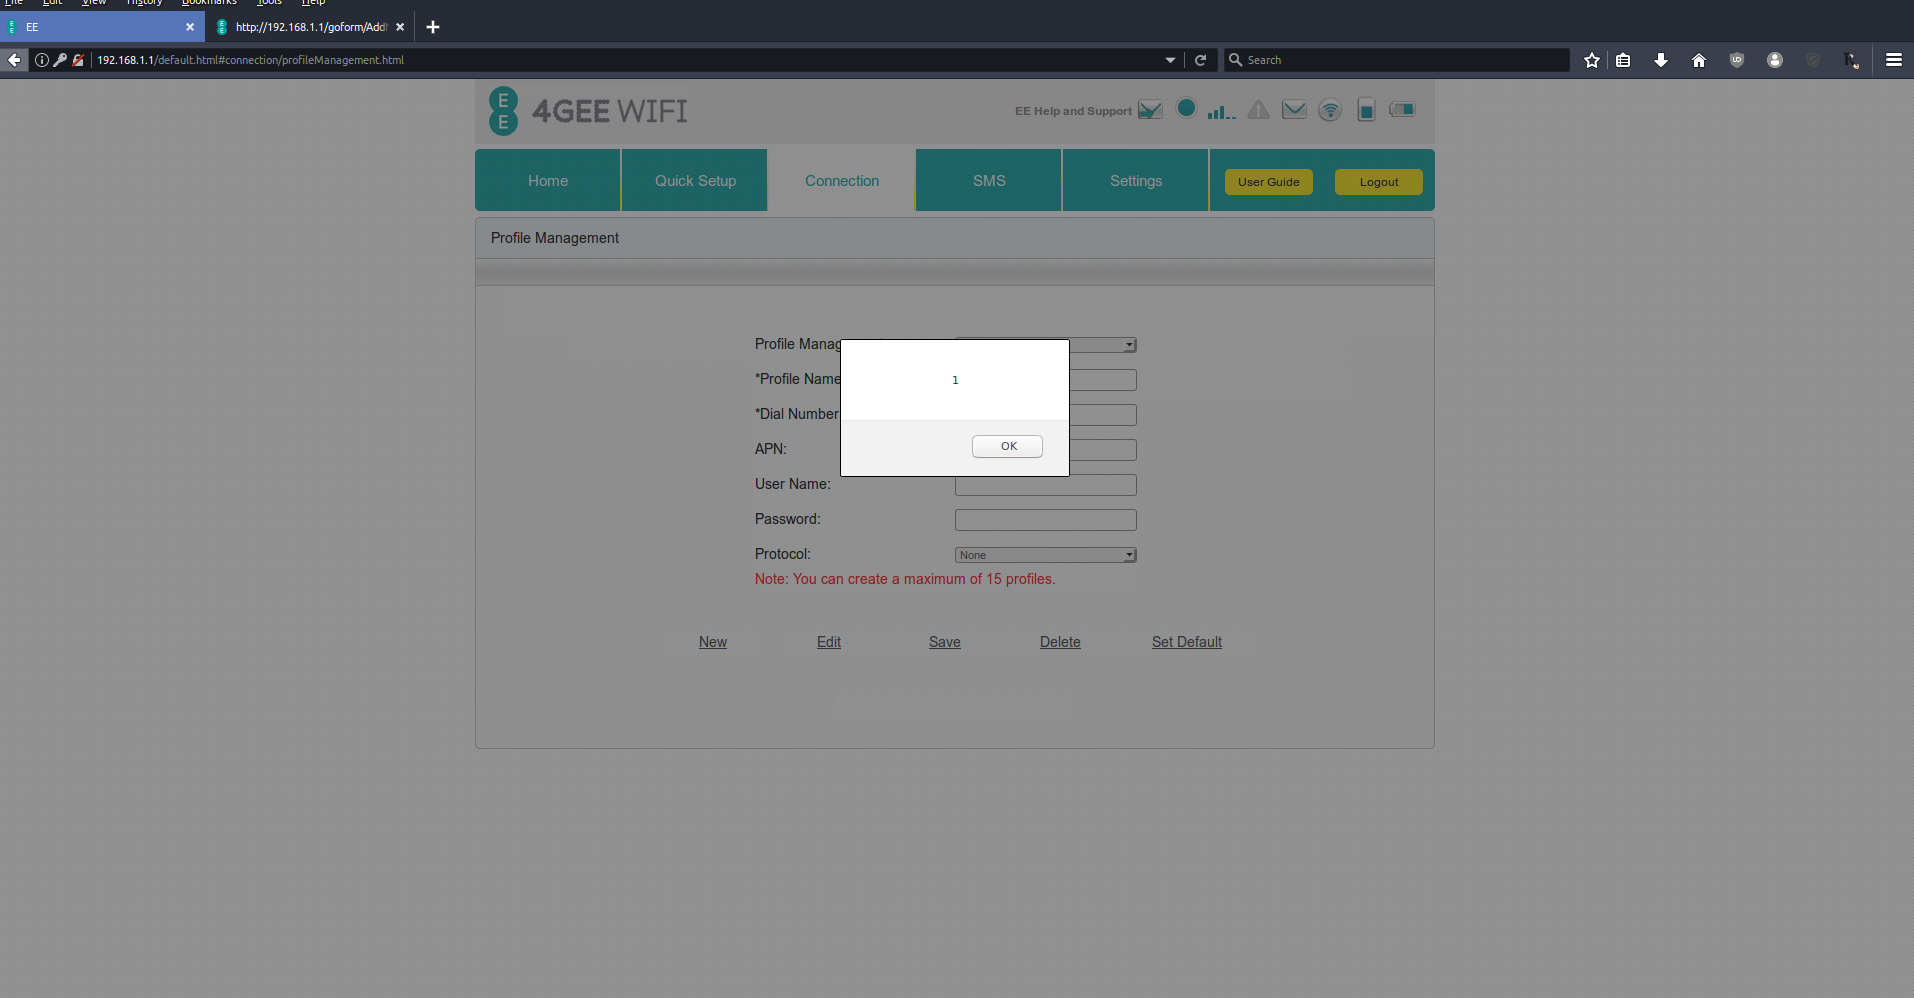 File Edit View History Bookmarks Tools Help
EE
http://192.168.1.1/goform/Add
192.168.1.1/default.html#connection/profileManagement.html
Search
EE
4GEE WIFI
EE Help and Support
Home Quick Setup Connection SMS Settings User Guide Logout
Profile Management
Profile Manag
*Profile Name
1
*Dial Number
APN:
OK
User Name:
Password:
Protocol: None
Note: You can create a maximum of 15 profiles.
New Edit Save Delete Set Default